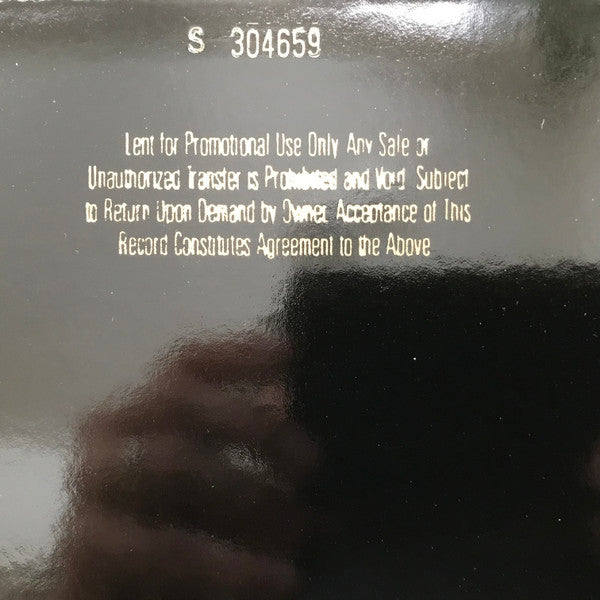 S 304659
Lent for Promotional Use Only Any Sale or
Unauthorized Transfer is Prohibited and Void Subject
to Return Upon Demand by Owner Acceptance of This
Record Constitutes Agreement to the Above